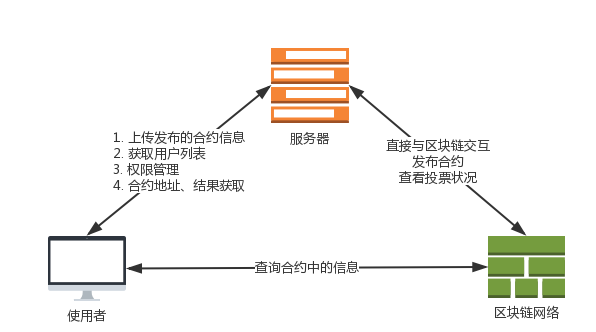 服务器
1. 上传发布的合约信息
2. 获取用户列表
3. 权限管理
4. 合约地址、结果获取
直接与区块链交互
发布合约
查看投票状况
查询合约中的信息
使用者
区块链网络